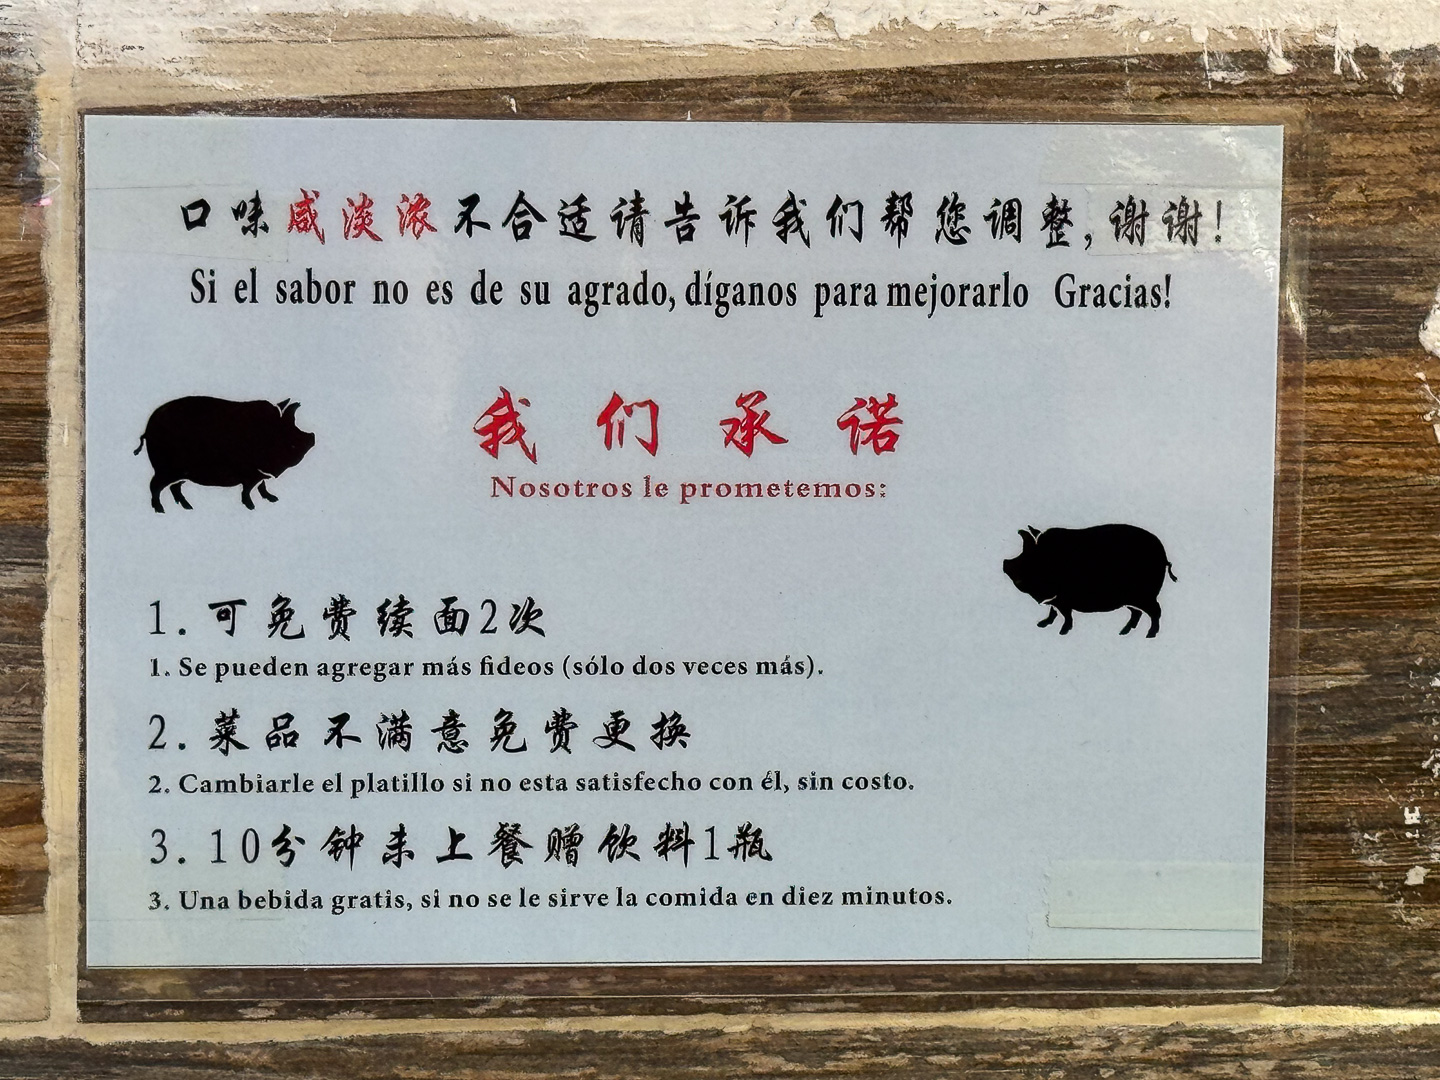 口味咸淡浓不合适请告诉我们帮您调整,谢谢!
Si el sabor no es de su agrado, díganos para mejorarlo Gracias!
我们承诺
Nosotros le prometemos:
1.可免费续面2次
1. Se pueden agregar más fideos (sólo dos veces más).
2.菜品不满意免费更换
2. Cambiarle el platillo si no esta satisfecho con él, sin costo.
3.10分钟未上餐赠饮料1瓶
3. Una bebida gratis, si no se le sirve la comida en diez minutos.